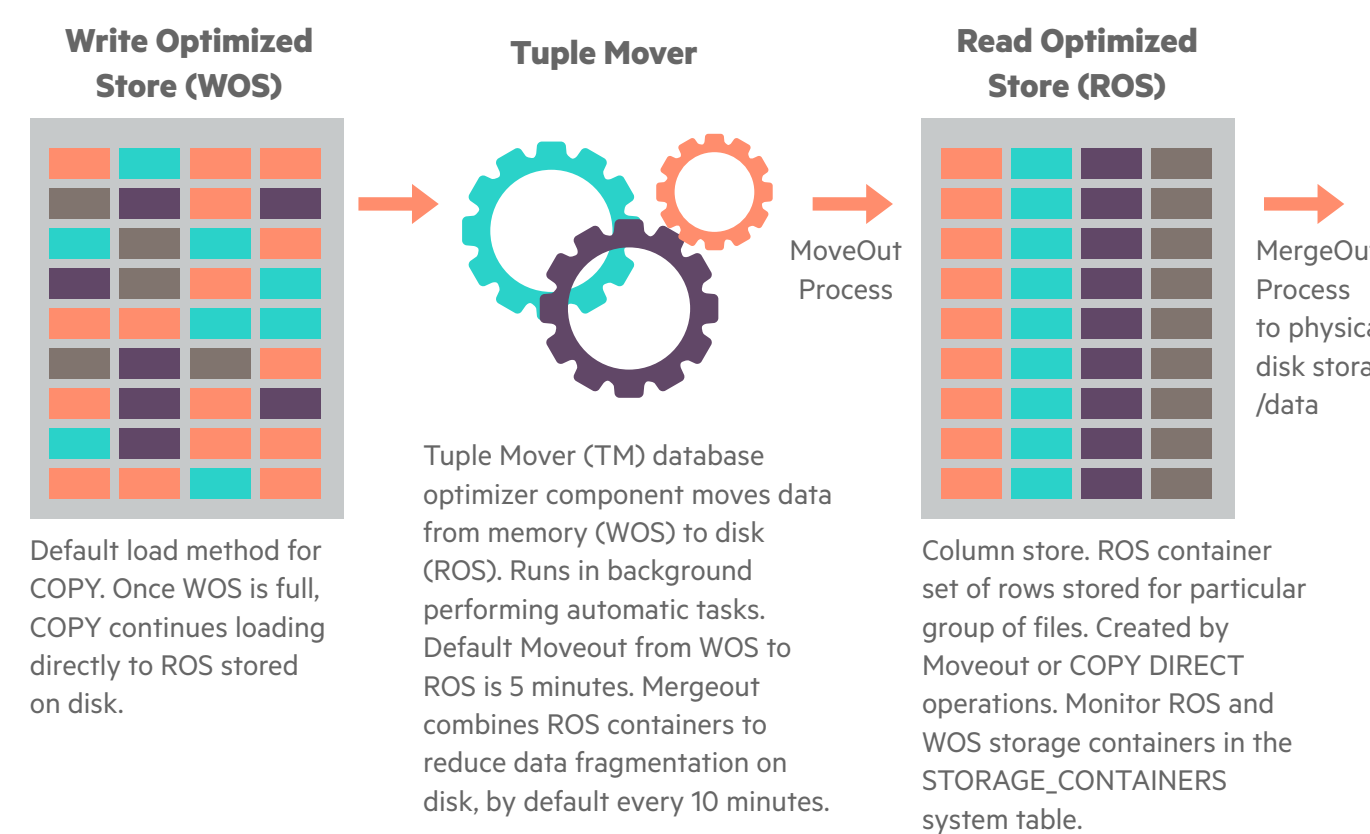 Write Optimized
Store (WOS)
Default load method for
COPY. Once WOS is full,
COPY continues loading
directly to ROS stored
on disk.
Tuple Mover
Tuple Mover (TM) database
optimizer component moves data
from memory (WOS) to disk
(ROS). Runs in background
performing automatic tasks.
Default Moveout from WOS to
ROS is 5 minutes. Mergeout
combines ROS containers to
reduce data fragmentation on
disk, by default every 10 minutes.
MoveOut
Process
Read Optimized
Store (ROS)
Column store. ROS container
set of rows stored for particular
group of files. Created by
Moveout or COPY DIRECT
operations. Monitor ROS and
WOS storage containers in the
STORAGE_CONTAINERS
system table.
Process
to
disk
/data